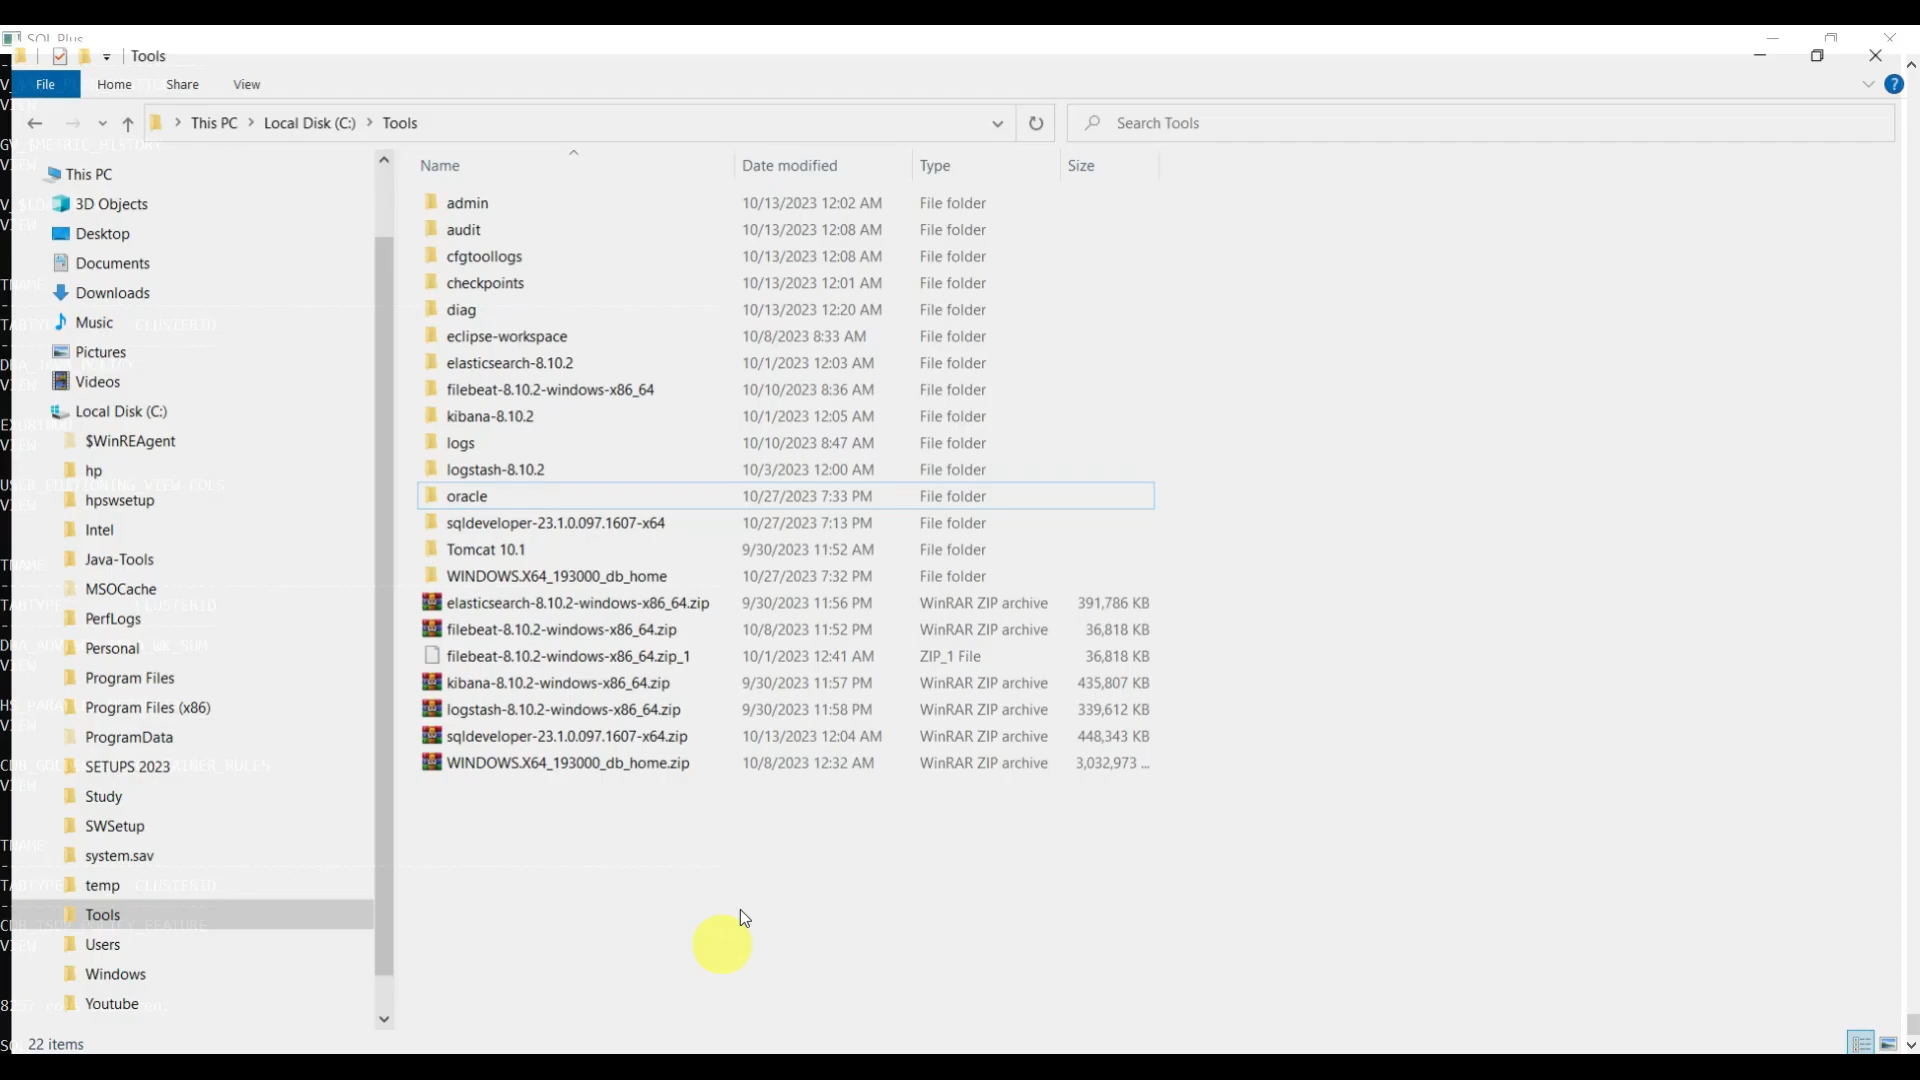 SQL Plus
Tools
File Home Share View
This PC > Local Disk (C:) > Tools
Search Tools
This PC
3D Objects
Desktop
Documents
Downloads
Music
Pictures
Videos
Local Disk (C:)
$WinREAgent
hp
hpswsetup
Intel
Java-Tools
MSOCache
PerfLogs
Personal
Program Files
Program Files (x86)
ProgramData
SETUPS 2023
Study
SWSetup
system.sav
temp
Tools
Users
Windows
Youtube
Name Date modified Type Size
admin 10/13/2023 12:02 AM File folder
audit 10/13/2023 12:08 AM File folder
cfgtoollogs 10/13/2023 12:08 AM File folder
checkpoints 10/13/2023 12:01 AM File folder
diag 10/13/2023 12:20 AM File folder
eclipse-workspace 10/8/2023 8:33 AM File folder
elasticsearch-8.10.2 10/1/2023 12:03 AM File folder
filebeat-8.10.2-windows-x86_64 10/10/2023 8:36 AM File folder
kibana-8.10.2 10/1/2023 12:05 AM File folder
logs 10/10/2023 8:47 AM File folder
logstash-8.10.2 10/3/2023 12:00 AM File folder
oracle 10/27/2023 7:33 PM File folder
sqldeveloper-23.1.0.097.1607-x64 10/27/2023 7:13 PM File folder
Tomcat 10.1 9/30/2023 11:52 AM File folder
WINDOWS.X64_193000_db_home 10/27/2023 7:32 PM File folder
elasticsearch-8.10.2-windows-x86_64.zip 9/30/2023 11:56 PM WinRAR ZIP archive 391,786 KB
filebeat-8.10.2-windows-x86_64.zip 10/8/2023 11:52 PM WinRAR ZIP archive 36,818 KB
filebeat-8.10.2-windows-x86_64.zip_1 10/1/2023 12:41 AM ZIP_1 File 36,818 KB
kibana-8.10.2-windows-x86_64.zip 9/30/2023 11:57 PM WinRAR ZIP archive 435,807 KB
logstash-8.10.2-windows-x86_64.zip 9/30/2023 11:58 PM WinRAR ZIP archive 339,612 KB
sqldeveloper-23.1.0.097.1607-x64.zip 10/13/2023 12:04 AM WinRAR ZIP archive 448,343 KB
WINDOWS.X64_193000_db_home.zip 10/8/2023 12:32 AM WinRAR ZIP archive 3,032,973 ...
22 items